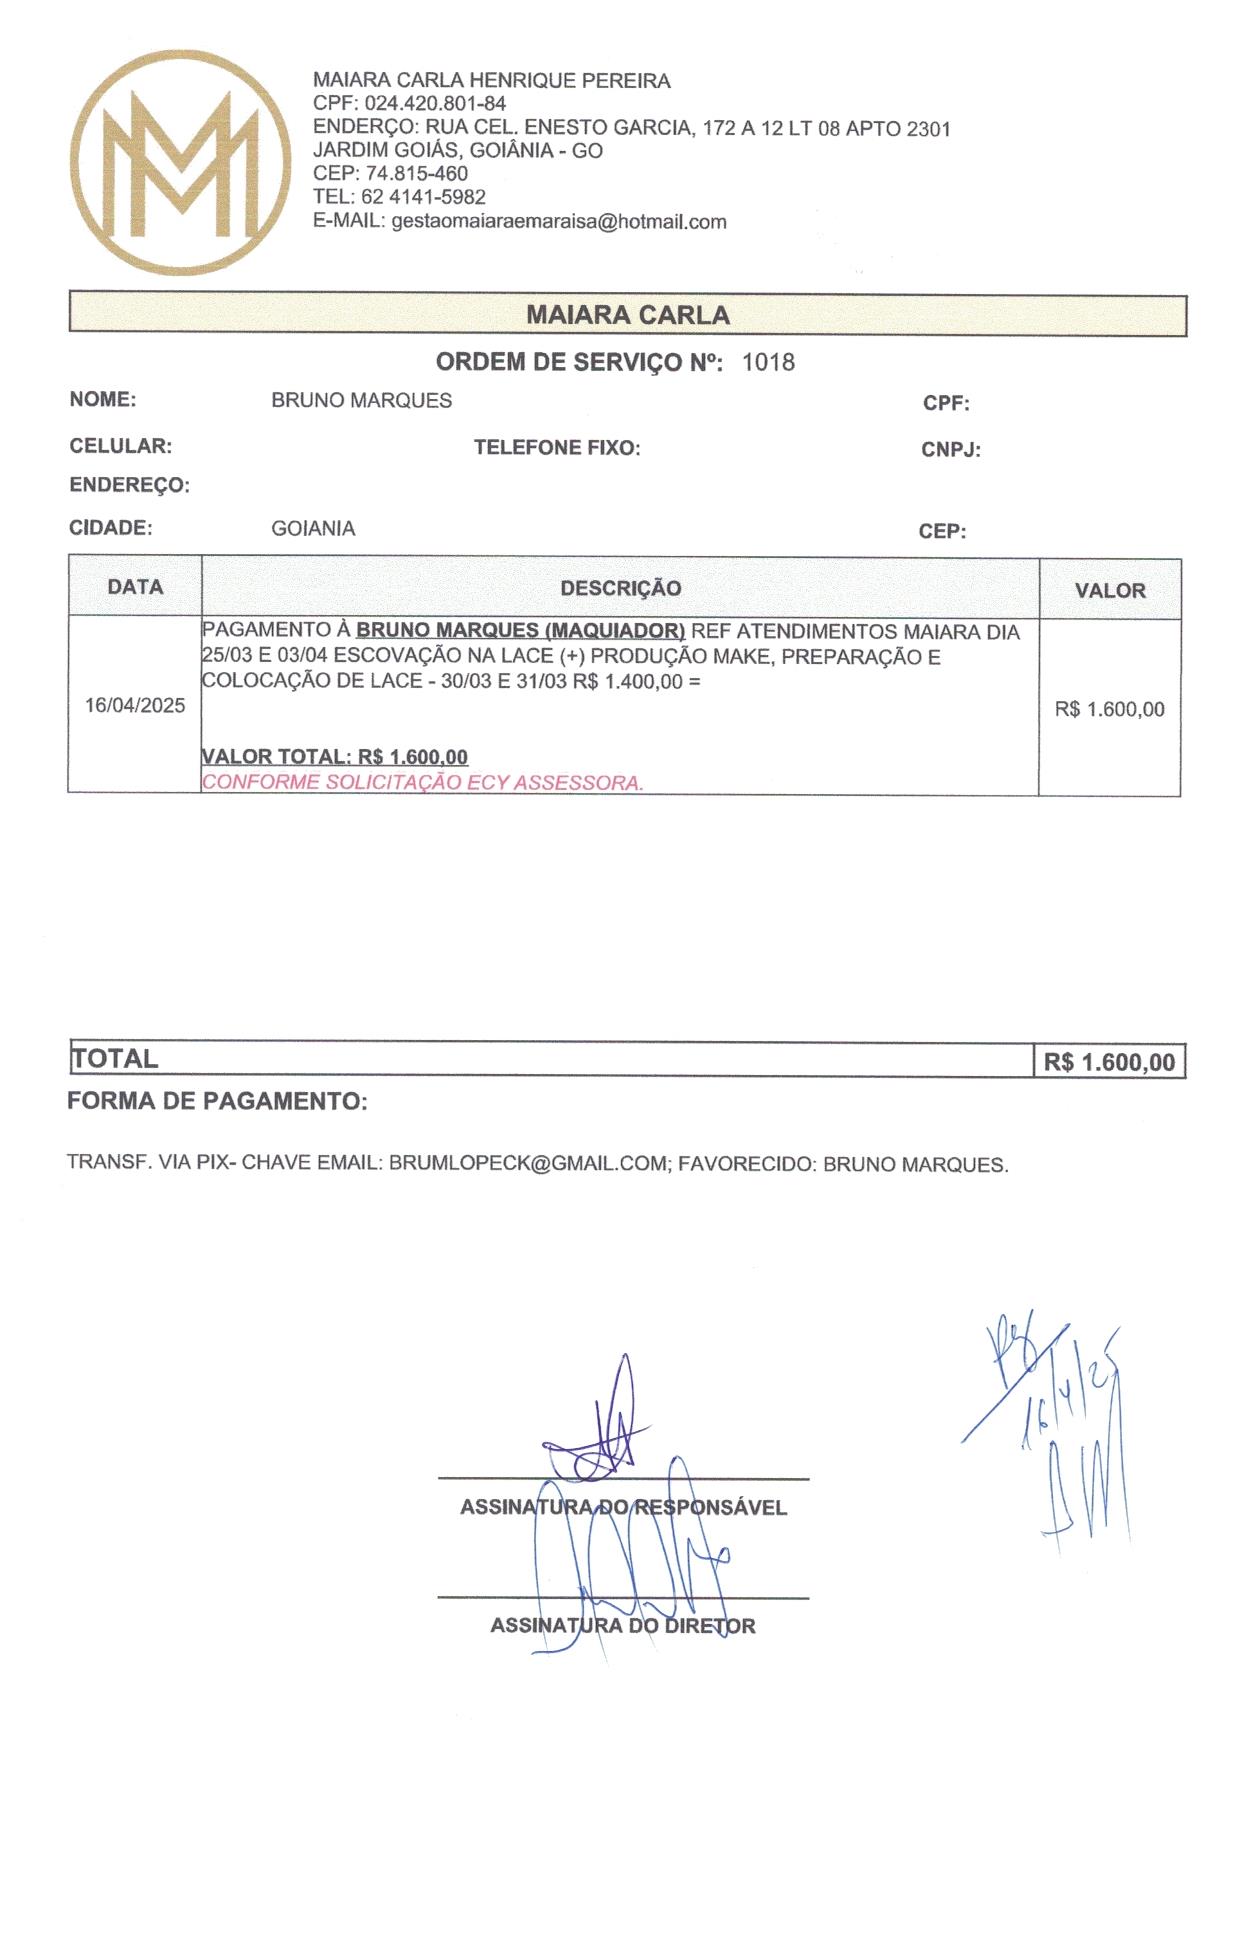 MAIARA CARLA HENRIQUE PEREIRA
CPF: 024.420.801-84
ENDERÇO: RUA CEL. ENESTO GARCIA, 172 A 12 LT 08 APTO 2301
JARDIM GOIÁS, GOIÂNIA - GO
CEP: 74.815-460
TEL: 62 4141-5982
E-MAIL: gestaomaiaraemaraisa@hotmail.com
MAIARA CARLA
ORDEM DE SERVIÇO Nº: 1018
NOME: BRUNO MARQUES CPF:
CELULAR: TELEFONE FIXO: CNPJ:
ENDEREÇO:
CIDADE: GOIANIA CEP:
DATA DESCRIÇÃO VALOR
PAGAMENTO À BRUNO MARQUES (MAQUIADOR) REF ATENDIMENTOS MAIARA DIA
25/03 E 03/04 ESCOVAÇÃO NA LACE (+) PRODUÇÃO MAKE, PREPARAÇÃO E
COLOCAÇÃO DE LACE - 30/03 E 31/03 R$ 1.400,00 =
16/04/2025 R$ 1.600,00
VALOR TOTAL: R$ 1.600,00
CONFORME SOLICITAÇÃO ECY ASSESSORA.
TOTAL R$ 1.600,00
FORMA DE PAGAMENTO:
TRANSF. VIA PIX- CHAVE EMAIL: BRUMLOPECK@GMAIL.COM; FAVORECIDO: BRUNO MARQUES.
16/4/25
ASSINATURA DO RESPONSÁVEL
ASSINATURA DO DIRETOR